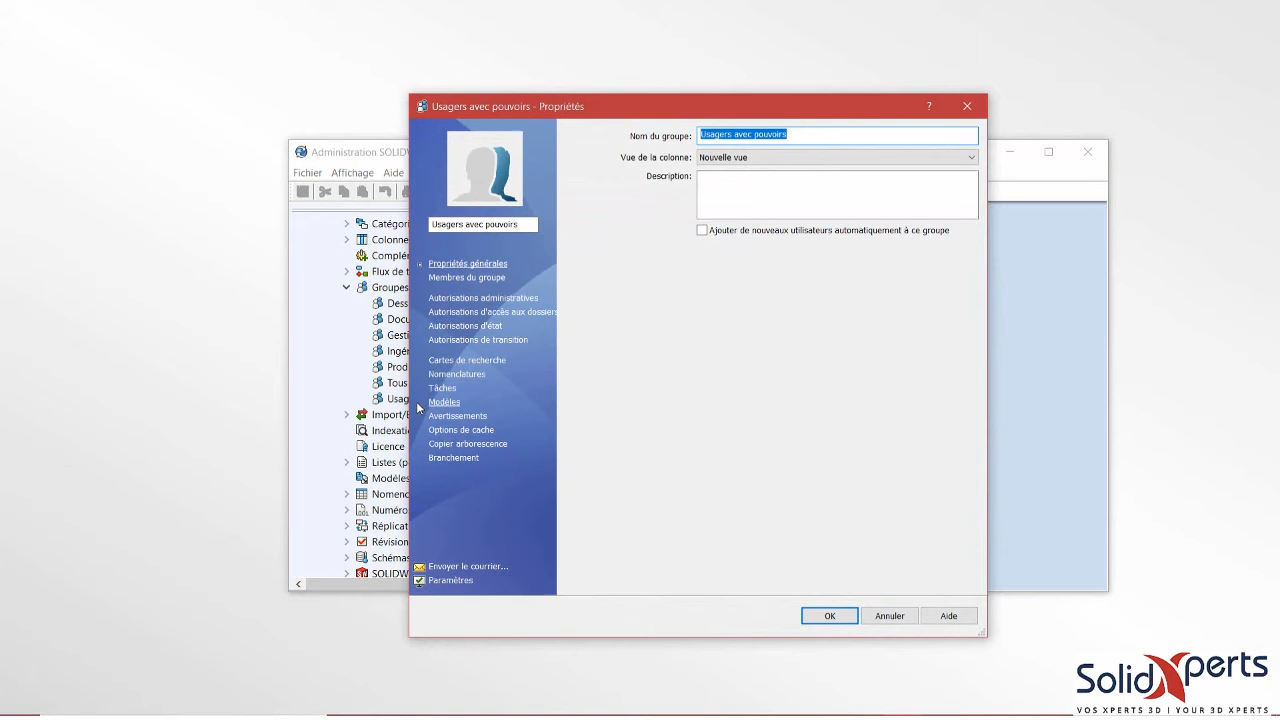 Usagers avec pouvoirs - Propriétés
?
Administration SOLIDW
Fichier Affichage Aide
Catégori
Colonne
Complé
Flux de t
Groupes
Dess
Docu
Gesti
Ingér
Prod
Tous
Usag
Import/E
Indexatio
Licence
Listes (p
Modèles
Nomenc
Numéro
Réplicat
Révision
Schémas
SOLIDW
Usagers avec pouvoirs
Propriétés générales
Membres du groupe
Autorisations administratives
Autorisations d'accès aux dossiers
Autorisations d'état
Autorisations de transition
Cartes de recherche
Nomenclatures
Tâches
Modèles
Avertissements
Options de cache
Copier arborescence
Branchement
Envoyer le courrier...
Paramètres
Nom du groupe: Usagers avec pouvoirs
Vue de la colonne: Nouvelle vue
Description:
Ajouter de nouveaux utilisateurs automatiquement à ce groupe
OK Annuler Aide
SolidXperts
VOS XPERTS 3D | YOUR 3D XPERTS